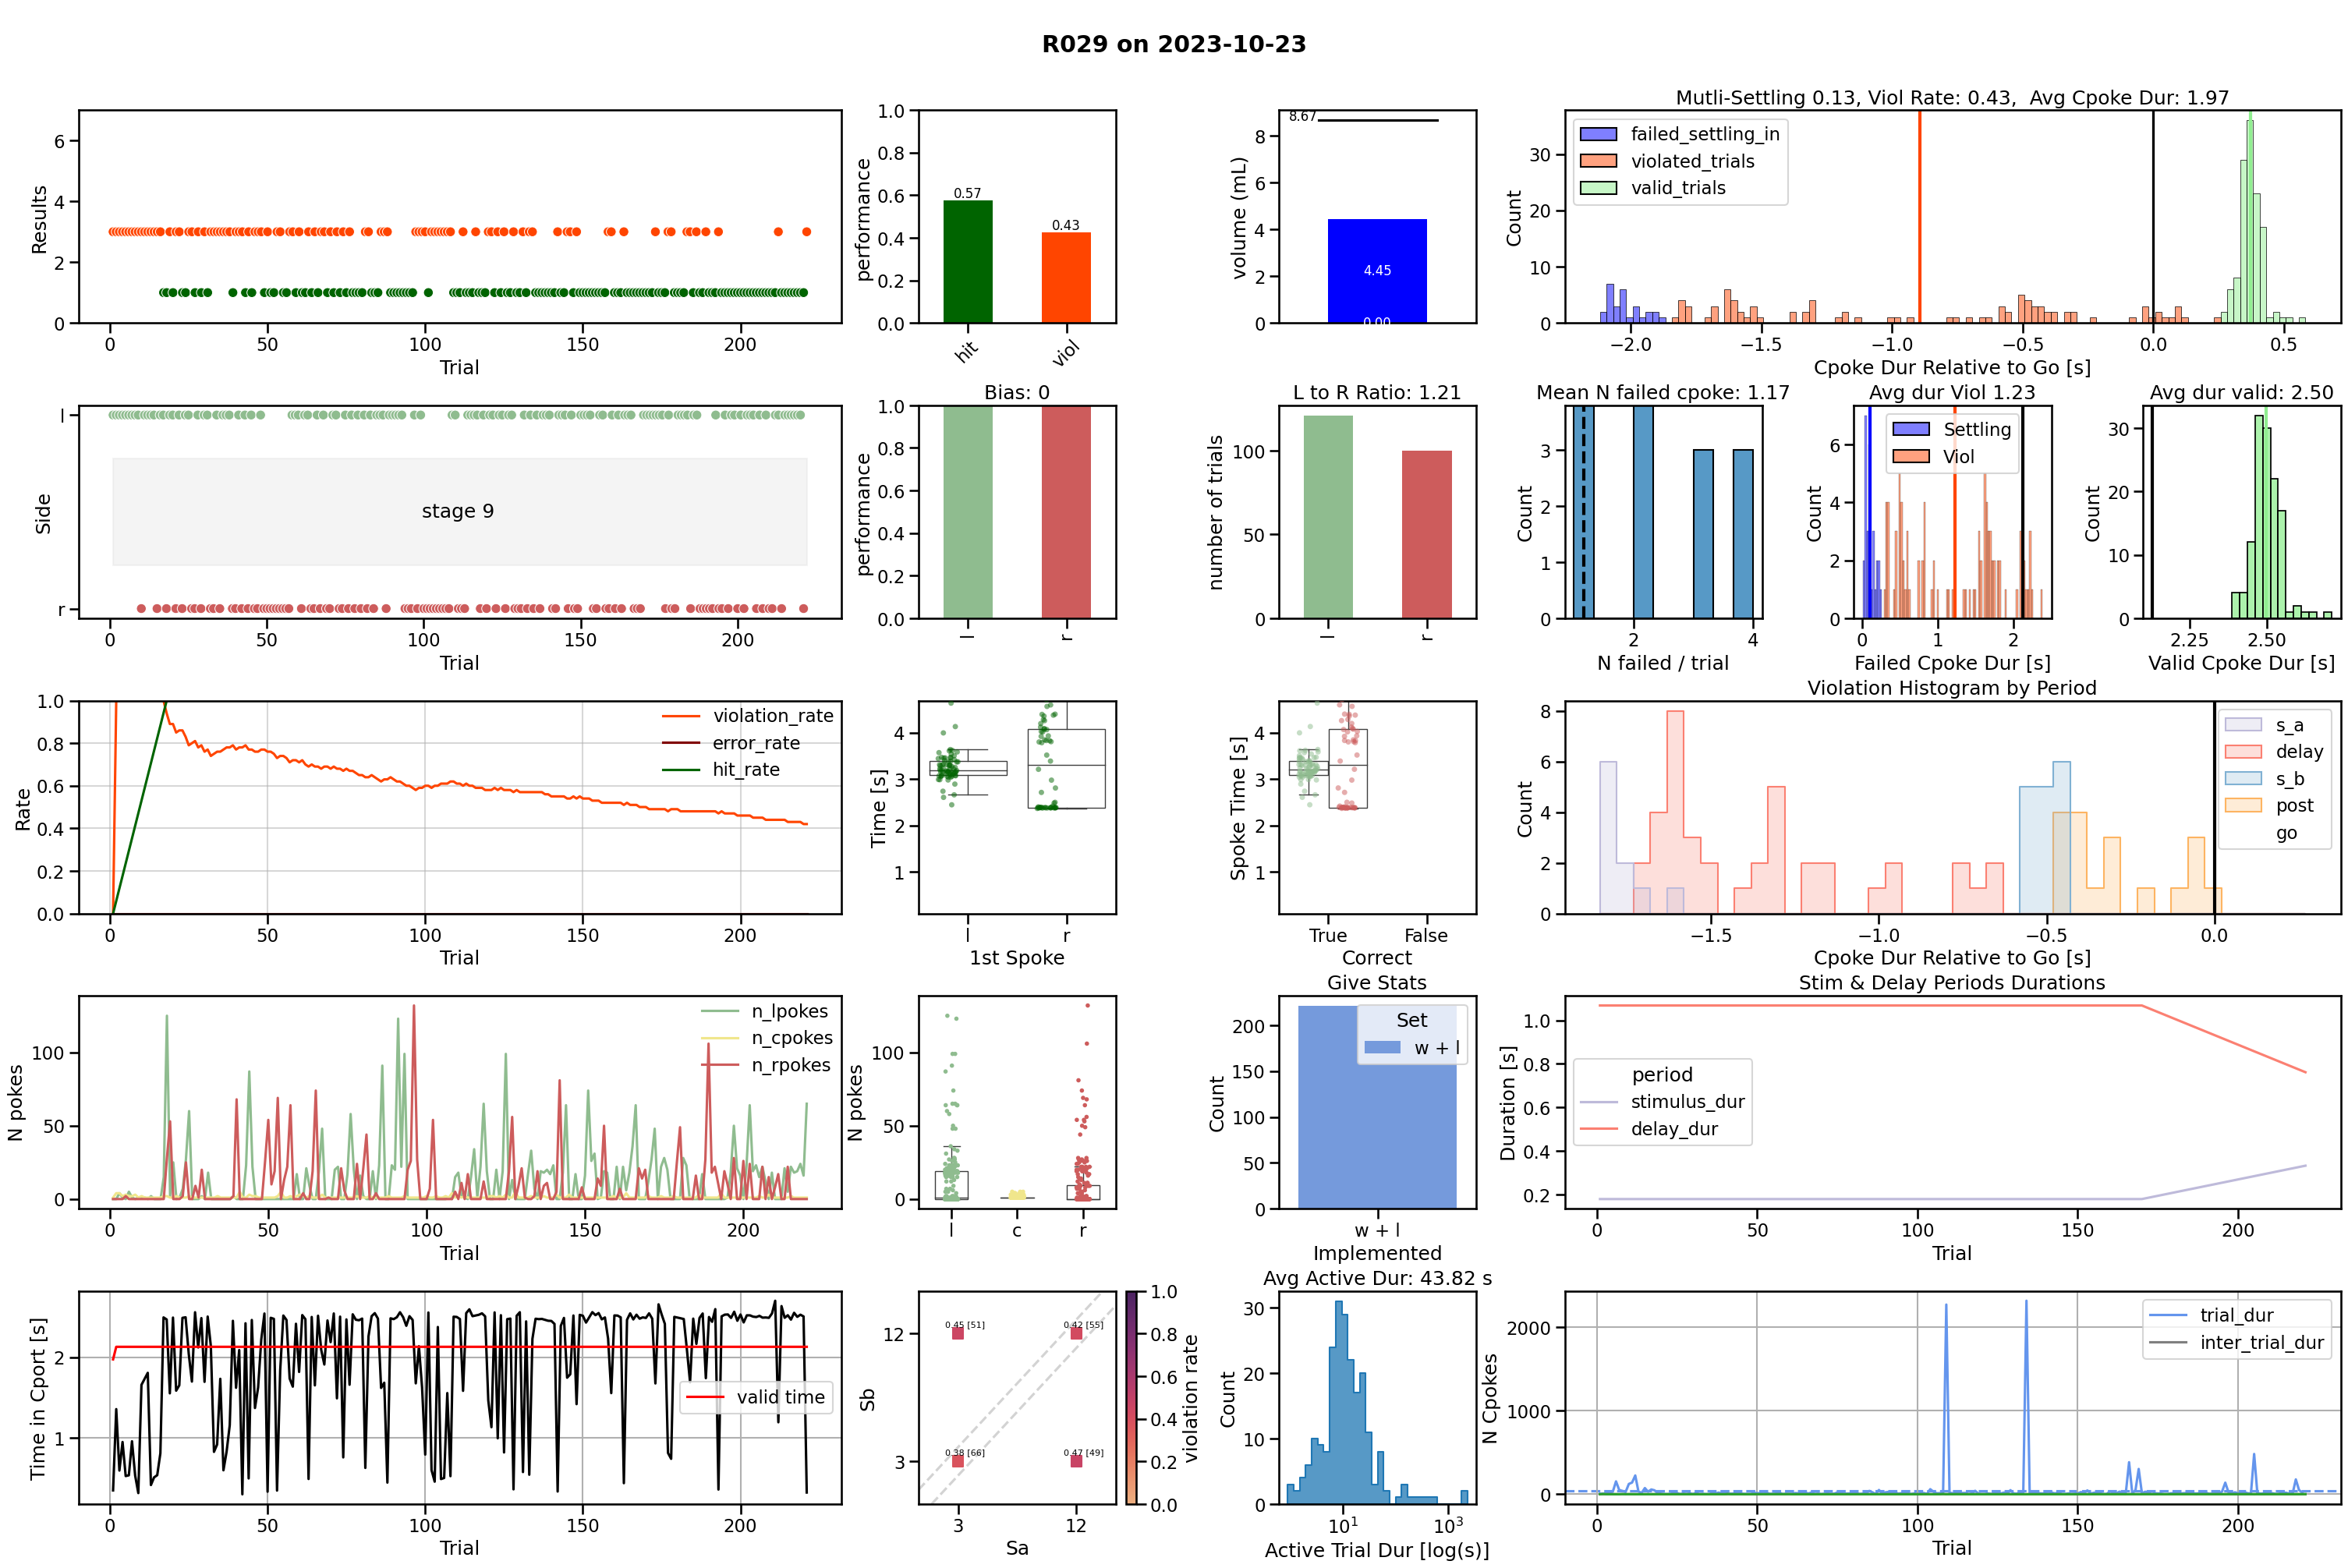 R029 on 2023-10-23
Results
6
4
2
0
0 50 100 150 200
Trial
performance
1.0
0.8
0.6
0.4
0.2
0.0
0.57
0.43
hit viol
volume (mL)
8
6
4
2
0
8.67
4.45
0.00
Mutli-Settling 0.13, Viol Rate: 0.43, Avg Cpoke Dur: 1.97
failed_settling_in
violated_trials
valid_trials
Count
30
20
10
0
−2.0 −1.5 −1.0 −0.5 0.0 0.5
Cpoke Dur Relative to Go [s]
Side
l
stage 9
r
0 50 100 150 200
Trial
Bias: 0
performance
1.0
0.8
0.6
0.4
0.2
0.0
l r
L to R Ratio: 1.21
number of trials
100
50
0
l r
Mean N failed cpoke: 1.17
Count
3
2
1
0
2 4
N failed / trial
Avg dur Viol 1.23
Settling
Viol
Count
6
4
2
0
0 1 2
Failed Cpoke Dur [s]
Avg dur valid: 2.50
Count
30
20
10
0
2.25 2.50
Valid Cpoke Dur [s]
Rate
1.0
0.8
0.6
0.4
0.2
0.0
violation_rate
error_rate
hit_rate
0 50 100 150 200
Trial
Time [s]
4
3
2
1
l r
1st Spoke
Spoke Time [s]
4
3
2
1
True False
Correct
Violation Histogram by Period
Count
8
6
4
2
0
s_a
delay
s_b
post
go
−1.5 −1.0 −0.5 0.0
Cpoke Dur Relative to Go [s]
N pokes
100
50
0
n_lpokes
n_cpokes
n_rpokes
0 50 100 150 200
Trial
N pokes
100
50
0
l c r
Give Stats
Count
200
150
100
50
0
Set
w + l
w + l
Implemented
Stim & Delay Periods Durations
Duration [s]
1.0
0.8
0.6
0.4
0.2
period
stimulus_dur
delay_dur
0 50 100 150 200
Trial
Time in Cport [s]
2
1
valid time
0 50 100 150 200
Trial
Sb
12
3
0.45 [51] 0.42 [55]
0.38 [66] 0.47 [49]
3 12
Sa
1.0
0.8
0.6
0.4
0.2
0.0
violation rate
Avg Active Dur: 43.82 s
Count
30
20
10
0
10¹ 10³
Active Trial Dur [log(s)]
N Cpokes
2000
1000
0
trial_dur
inter_trial_dur
0 50 100 150 200
Trial